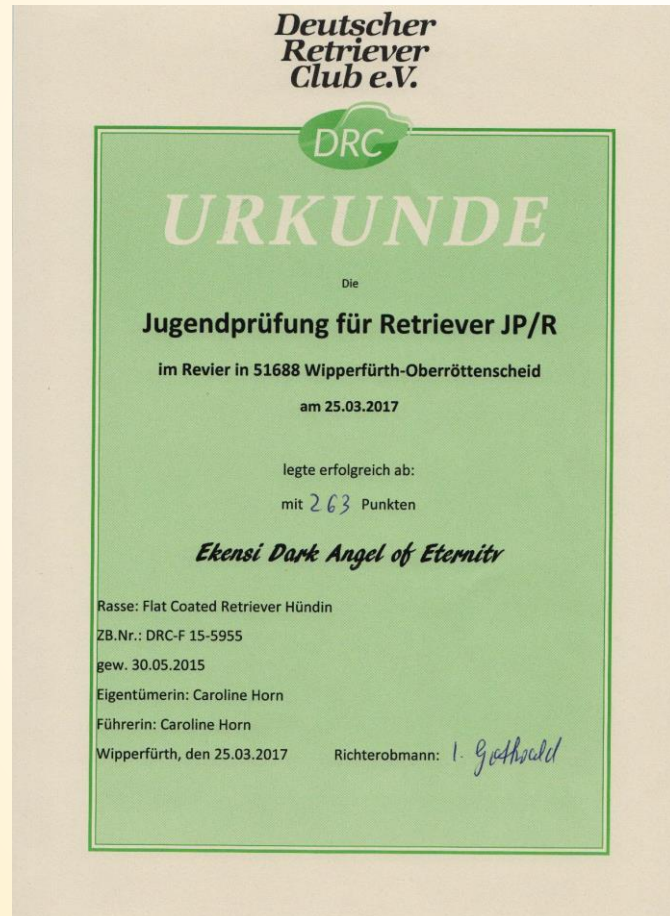 Deutscher
Retriever
Club e.V.
DRC
URKUNDE
Die
Jugendprüfung für Retriever JP/R
im Revier in 51688 Wipperfürth-Oberröttenscheid
am 25.03.2017
legte erfolgreich ab:
mit 263 Punkten
Ekensi Dark Angel of Eternity
Rasse: Flat Coated Retriever Hündin
ZB.Nr.: DRC-F 15-5955
gew. 30.05.2015
Eigentümerin: Caroline Horn
Führerin: Caroline Horn
Wipperfürth, den 25.03.2017 Richterobmann: I. Gothwald